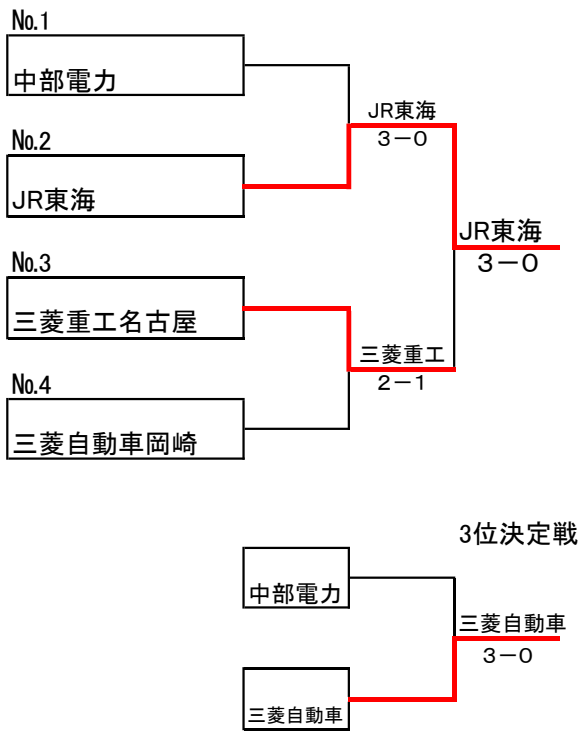 No.1
中部電力
JR東海
3－0
No.2
JR東海
JR東海
3－0
No.3
三菱重工名古屋
三菱重工
2－1
No.4
三菱自動車岡崎
3位決定戦
中部電力
三菱自動車
3－0
三菱自動車